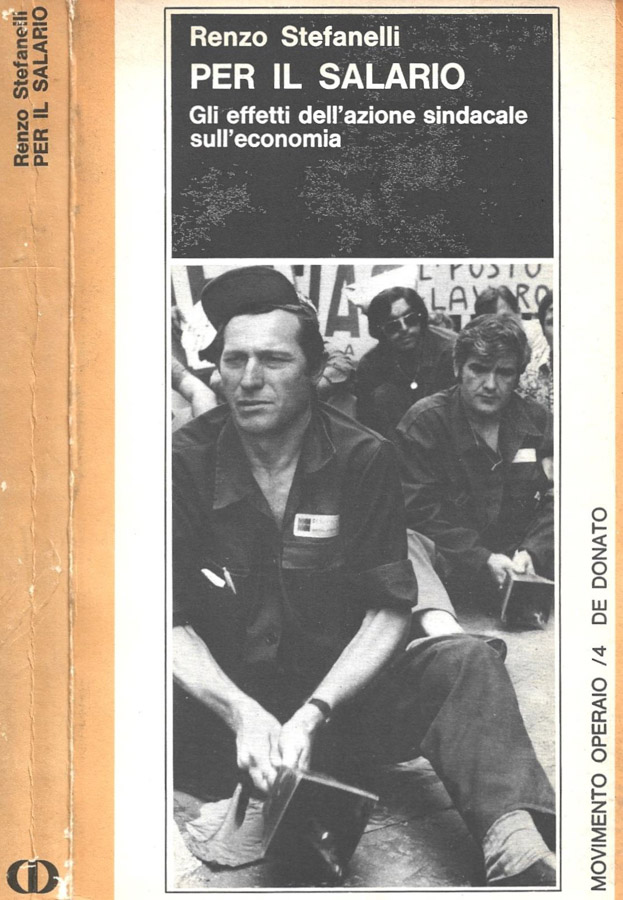 Renzo Stefanelli
PER IL SALARIO
Renzo Stefanelli
PER IL SALARIO
Gli effetti dell'azione sindacale
sull'economia
L POSTO
LAVORO
MOVIMENTO OPERAIO /4 DE DONATO